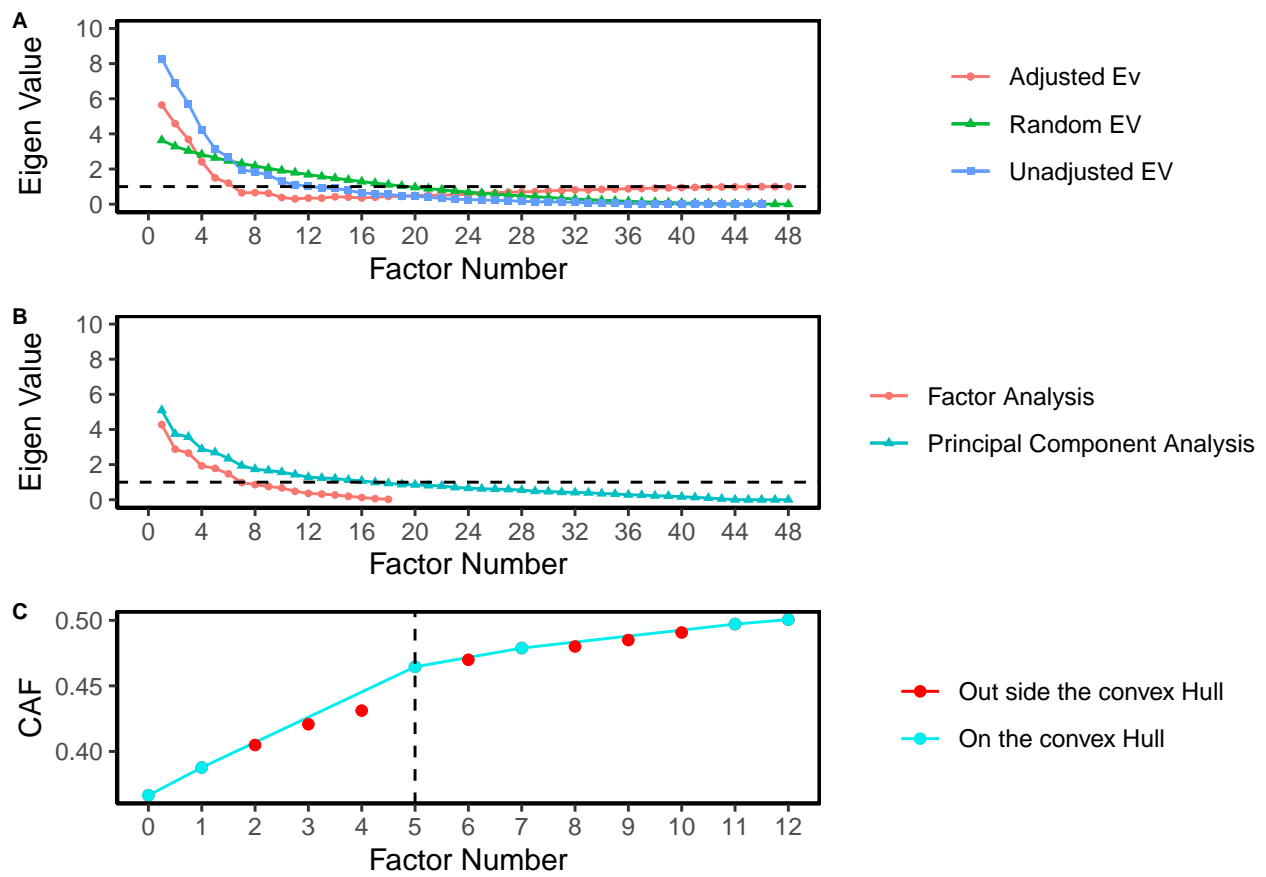 A
Eigen Value
10
8
6
4
2
0
0 4 8 12 16 20 24 28 32 36 40 44 48
Factor Number
Adjusted Ev
Random EV
Unadjusted EV
B
Eigen Value
10
8
6
4
2
0
0 4 8 12 16 20 24 28 32 36 40 44 48
Factor Number
Factor Analysis
Principal Component Analysis
C
CAF
0.50
0.45
0.40
0 1 2 3 4 5 6 7 8 9 10 11 12
Factor Number
Out side the convex Hull
On the convex Hull